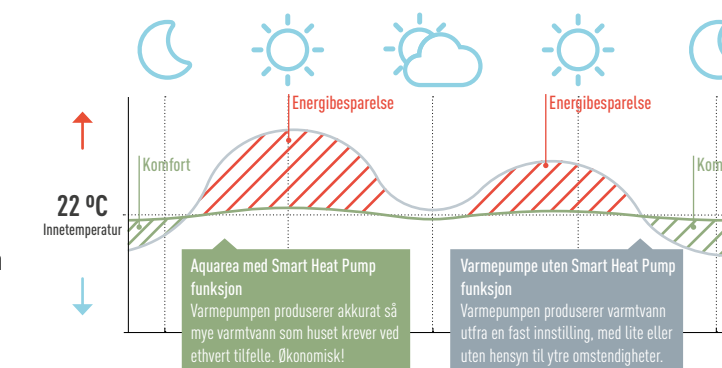 Energibesparelse
Energibesparelse
Komfort
22 ºC
Innetemperatur
Aquarea med Smart Heat Pump
funksjon
Varmepumpen produserer akkurat så
mye varmtvann som huset krever ved
ethvert tilfelle. Økonomisk!
Varmepumpe uten Smart Heat Pump
funksjon
Varmepumpen produserer varmtvann
utfra en fast innstilling, med lite eller
uten hensyn til ytre omstendigheter.